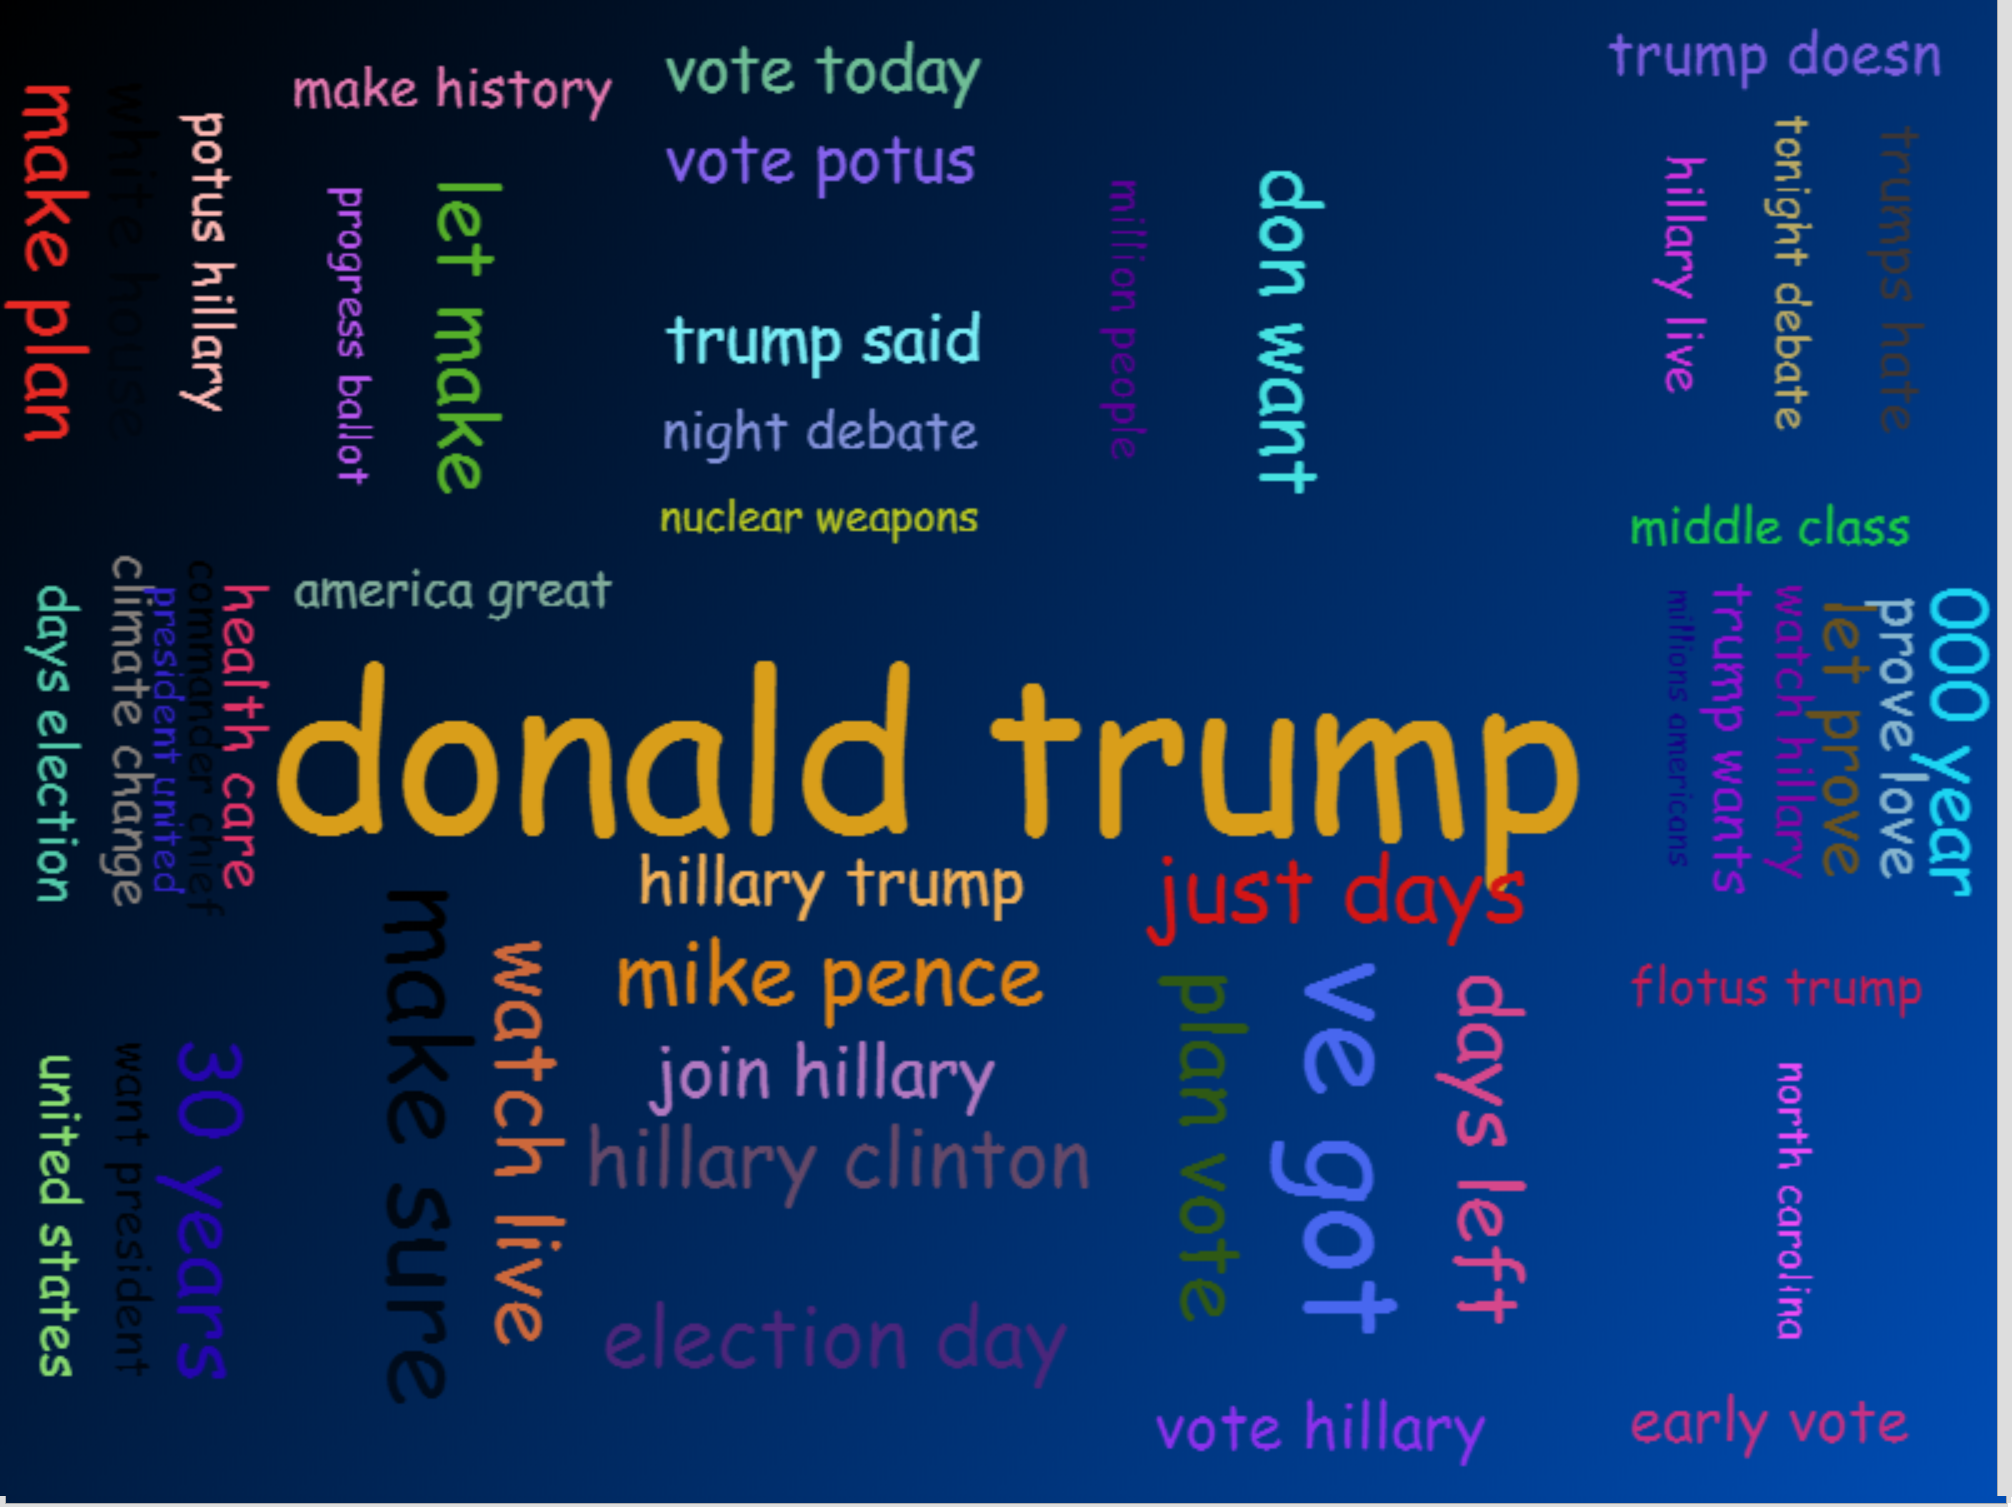 make plan
white house
potus hillary
make history
progress ballot
let make
vote today
vote potus
trump said
night debate
nuclear weapons
million people
don want
trump doesn
hillary live
tonight debate
trumps hate
middle class
america great
days election
climate change
president united
commander chief
health care
donald trump
millions americans
trump wants
watch hillary
let prove
prove love
000 year
hillary trump
just days
mike pence
join hillary
hillary clinton
election day
make sure
watch live
plan vote
ve got
days left
flotus trump
north carolina
united states
want president
30 years
vote hillary
early vote